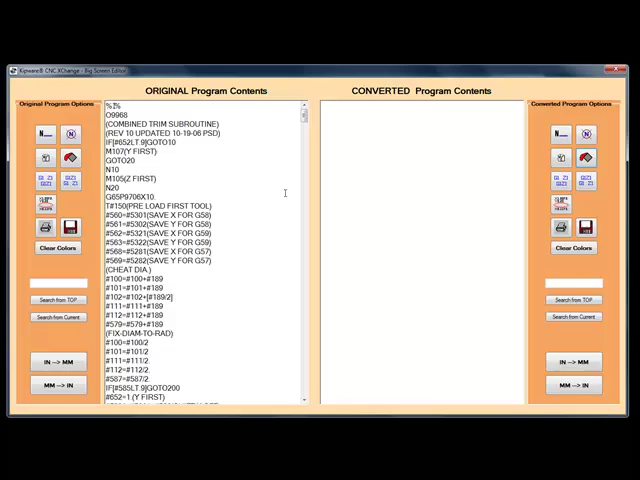 Kipware® CNC XChange - Big Screen Editor
ORIGINAL Program Contents
CONVERTED Program Contents
Original Program Options
N
N
Clear Colors
Search from TOP
Search from Current
IN --> MM
MM --> IN
%1%
O9968
(COMBINED TRIM SUBROUTINE)
(REV 10 UPDATED 10-19-06 PSD)
IF[#652LT.9]GOTO10
M107(Y FIRST)
GOTO20
N10
M105(Z FIRST)
N20
G65P9706X10.
T#150(PRE LOAD FIRST TOOL)
#560=#5301(SAVE X FOR G58)
#561=#5302(SAVE Y FOR G58)
#562=#5321(SAVE X FOR G59)
#563=#5322(SAVE Y FOR G59)
#568=#5281(SAVE X FOR G57)
#569=#5282(SAVE Y FOR G57)
(CHEAT DIA.)
#100=#100+#189
#101=#101+#189
#102=#102+[#189/2]
#111=#111+#189
#112=#112+#189
#579=#579+#189
(FIX-DIAM-TO-RAD)
#100=#100/2
#101=#101/2.
#111=#111/2.
#112=#112/2.
#587=#587/2.
IF[#585LT.9]GOTO200
#652=1.(Y FIRST)
Converted Program Options
N
N
Clear Colors
Search from TOP
Search from Current
IN --> MM
MM --> IN